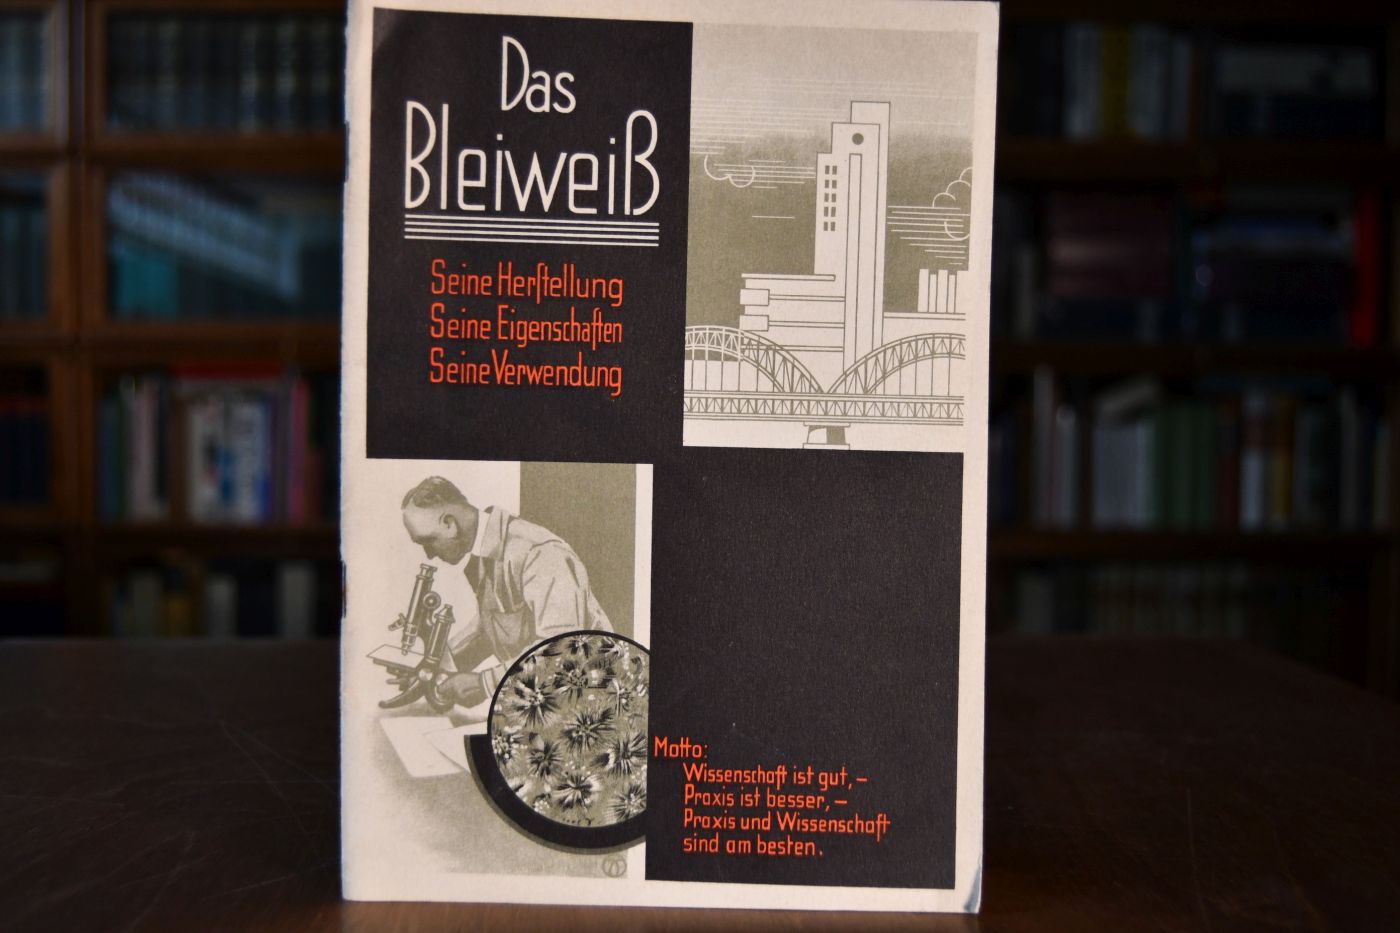 Das
Bleiweiß
Seine Herſtellung
Seine Eigenschaften
Seine Verwendung
Motto:
Wissenschaft ist gut, –
Praxis ist besser, –
Praxis und Wissenschaft
sind am besten.